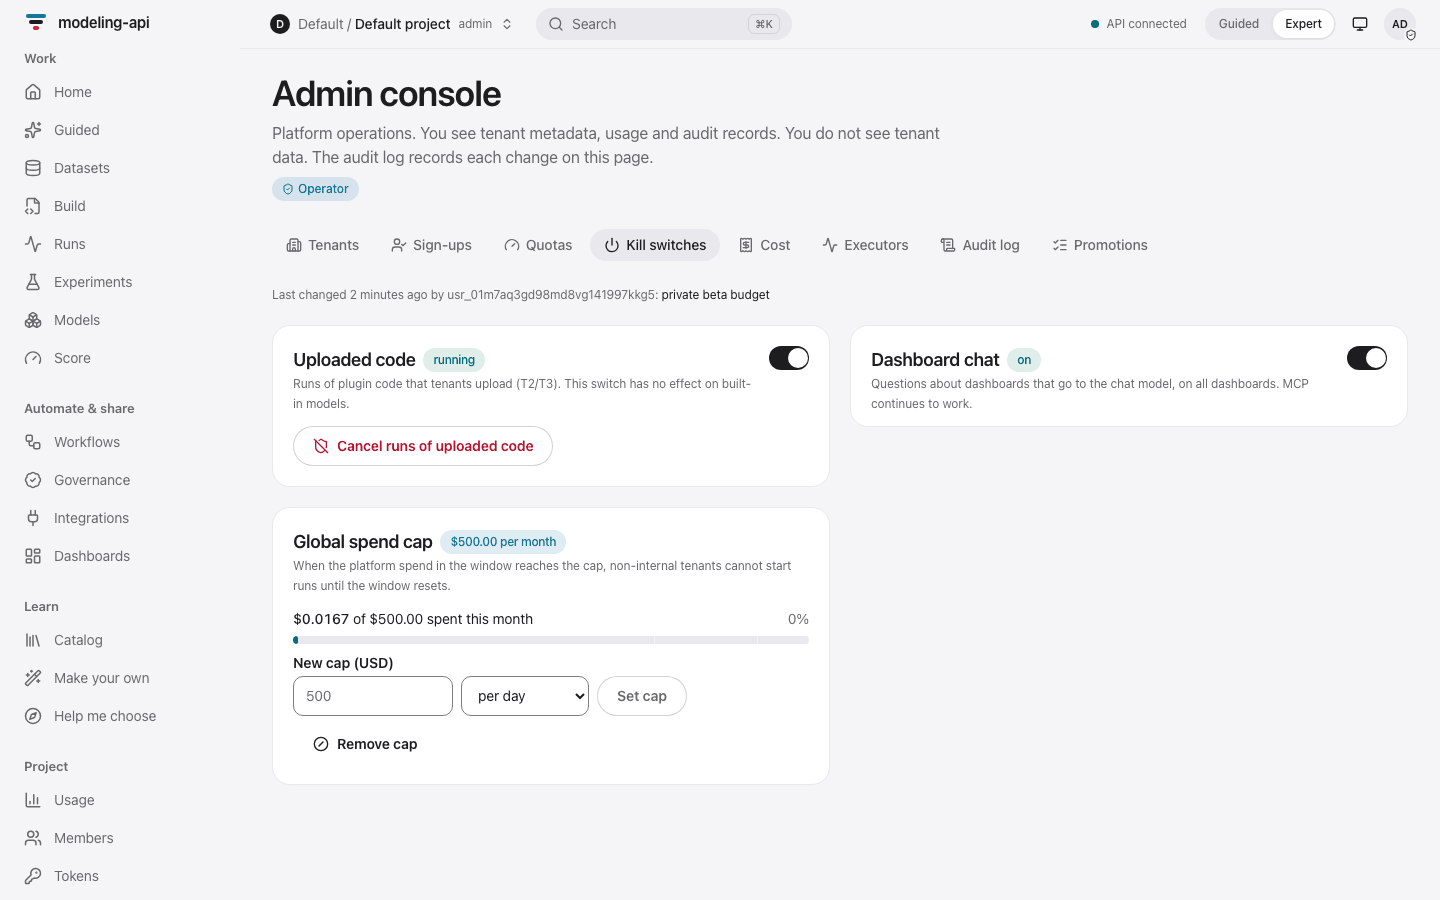 modeling-api
Work
Home
Guided
Datasets
Build
Runs
Experiments
Models
Score
Automate & share
Workflows
Governance
Integrations
Dashboards
Learn
Catalog
Make your own
Help me choose
Project
Usage
Members
Tokens
D Default / Default project admin
Search ⌘K
API connected
Guided Expert
AD
Admin console
Platform operations. You see tenant metadata, usage and audit records. You do not see tenant
data. The audit log records each change on this page.
Operator
Tenants Sign-ups Quotas Kill switches Cost Executors Audit log Promotions
Last changed 2 minutes ago by usr_01m7aq3gd98md8vg141997kkg5: private beta budget
Uploaded code running
Runs of plugin code that tenants upload (T2/T3). This switch has no effect on built-
in models.
Cancel runs of uploaded code
Dashboard chat on
Questions about dashboards that go to the chat model, on all dashboards. MCP
continues to work.
Global spend cap $500.00 per month
When the platform spend in the window reaches the cap, non-internal tenants cannot start
runs until the window resets.
$0.0167 of $500.00 spent this month 0%
New cap (USD)
500 per day Set cap
Remove cap